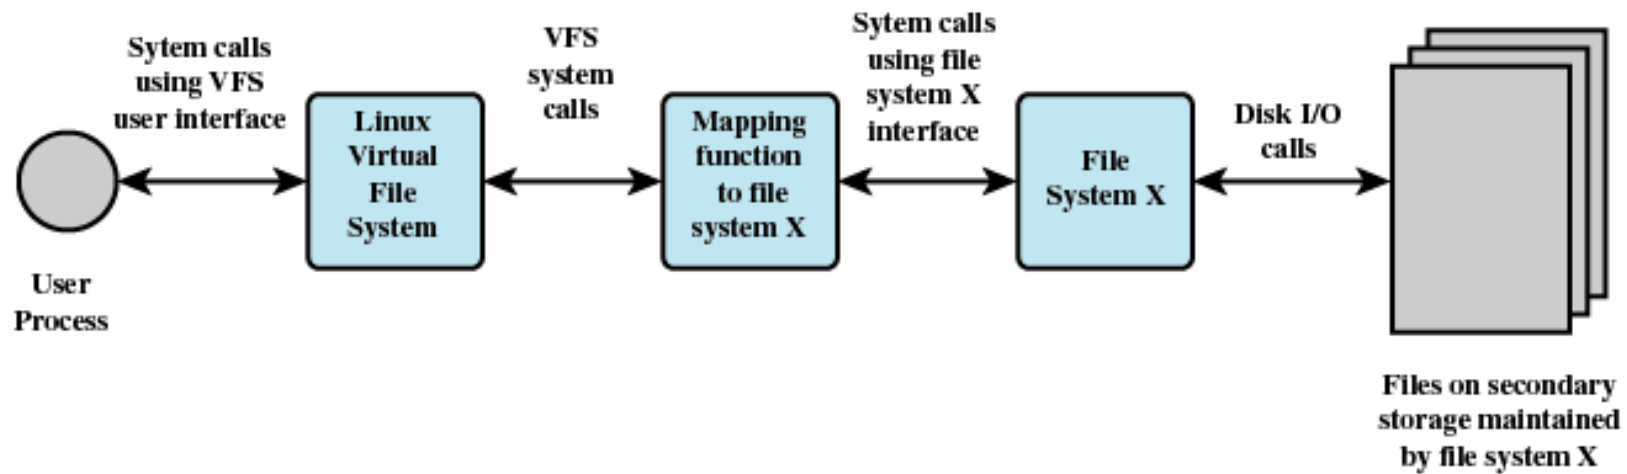 Sytem calls
using VFS
user interface
VFS
system
calls
Sytem calls
using file
system X
interface
Disk I/O
calls
Linux
Virtual
File
System
Mapping
function
to file
system X
File
System X
User
Process
Files on secondary
storage maintained
by file system X